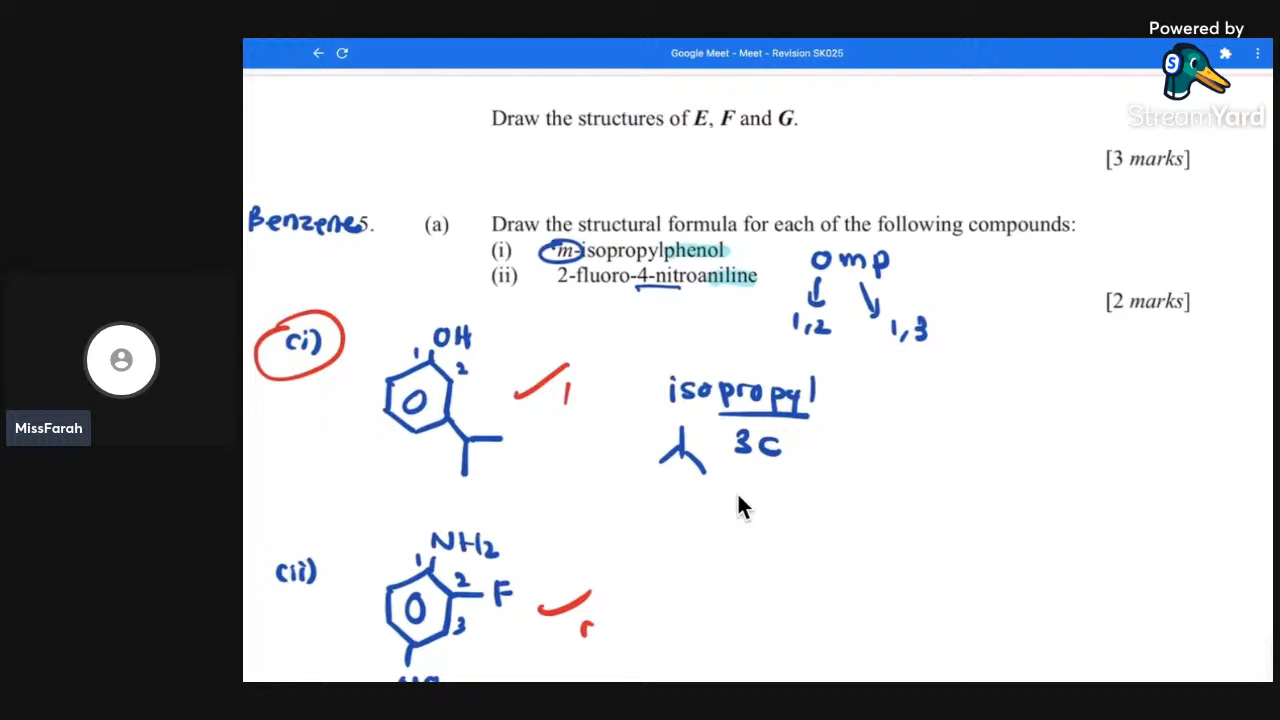 Powered by
StreamYard
Google Meet - Meet - Revision SK025
Draw the structures of E, F and G.
[3 marks]
Benzene 5. (a) Draw the structural formula for each of the following compounds:
(i) m-isopropylphenol
(ii) 2-fluoro-4-nitroaniline
[2 marks]
o m p
1,2 1,3
(i)
OH
1
2
1
isopropyl
3C
MissFarah
(ii)
NH2
1
2
F
3